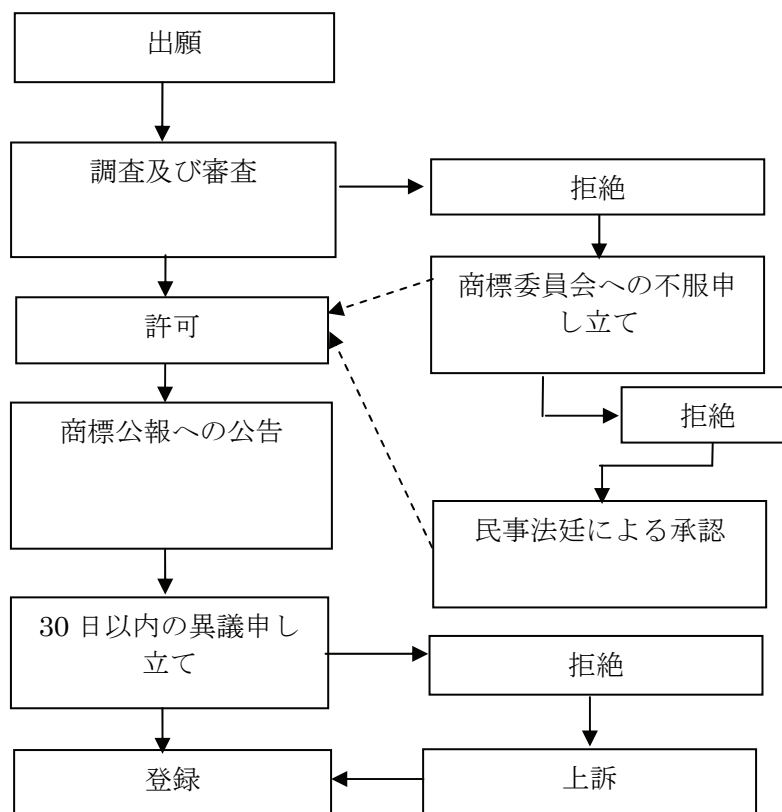 出願
調査及び審査
拒絶
商標委員会への不服申
し立て
許可
拒絶
商標公報への公告
民事法廷による承認
30 日以内の異議申し
立て
拒絶
登録
上訴